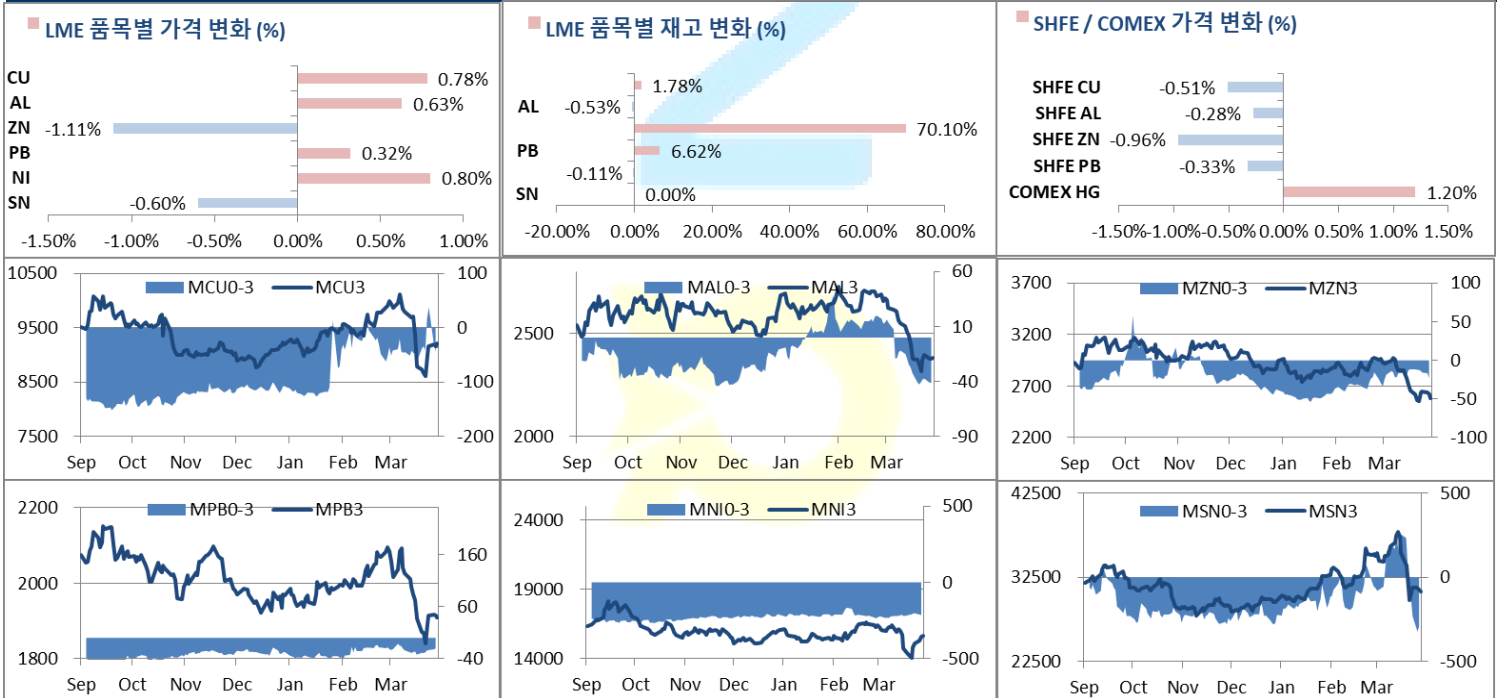 LME 품목별 가격 변화 (%)
CU 0.78%
AL 0.63%
ZN -1.11%
PB 0.32%
NI 0.80%
SN -0.60%
-1.50% -1.00% -0.50% 0.00% 0.50% 1.00%
LME 품목별 재고 변화 (%)
1.78%
AL -0.53%
70.10%
PB 6.62%
-0.11%
SN 0.00%
-20.00% 0.00% 20.00% 40.00% 60.00% 80.00%
SHFE / COMEX 가격 변화 (%)
SHFE CU -0.51%
SHFE AL -0.28%
SHFE ZN -0.96%
SHFE PB -0.33%
COMEX HG 1.20%
-1.50% -1.00% -0.50% 0.00% 0.50% 1.00% 1.50%
MCU0-3 MCU3
10500 100
9500 0
8500 -100
7500 -200
Sep Oct Nov Dec Jan Feb Mar
MAL0-3 MAL3
60
2500 10
-40
2000 -90
Sep Oct Nov Dec Jan Feb Mar
MZN0-3 MZN3
3700 100
50
3200
0
2700 -50
2200 -100
Sep Oct Nov Dec Jan Feb Mar
MPB0-3 MPB3
2200
160
2000
60
1800 -40
Sep Oct Nov Dec Jan Feb Mar
MNI0-3 MNI3
500
24000
0
19000
14000 -500
Sep Oct Nov Dec Jan Feb Mar
MSN0-3 MSN3
42500 500
32500 0
22500 -500
Sep Oct Nov Dec Jan Feb Mar